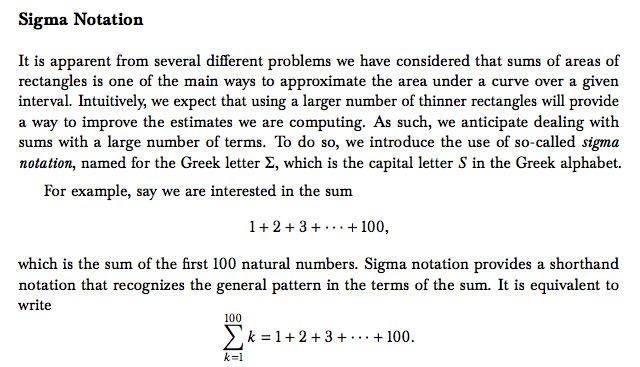 Sigma Notation
It is apparent from several different problems we have considered that sums of areas of
rectangles is one of the main ways to approximate the area under a curve over a given
interval. Intuitively, we expect that using a larger number of thinner rectangles will provide
a way to improve the estimates we are computing. As such, we anticipate dealing with
sums with a large number of terms. To do so, we introduce the use of so-called sigma
notation, named for the Greek letter Σ, which is the capital letter S in the Greek alphabet.
For example, say we are interested in the sum
1 + 2 + 3 + ··· + 100,
which is the sum of the first 100 natural numbers. Sigma notation provides a shorthand
notation that recognizes the general pattern in the terms of the sum. It is equivalent to
write
100
∑ k = 1 + 2 + 3 + ··· + 100.
k=1